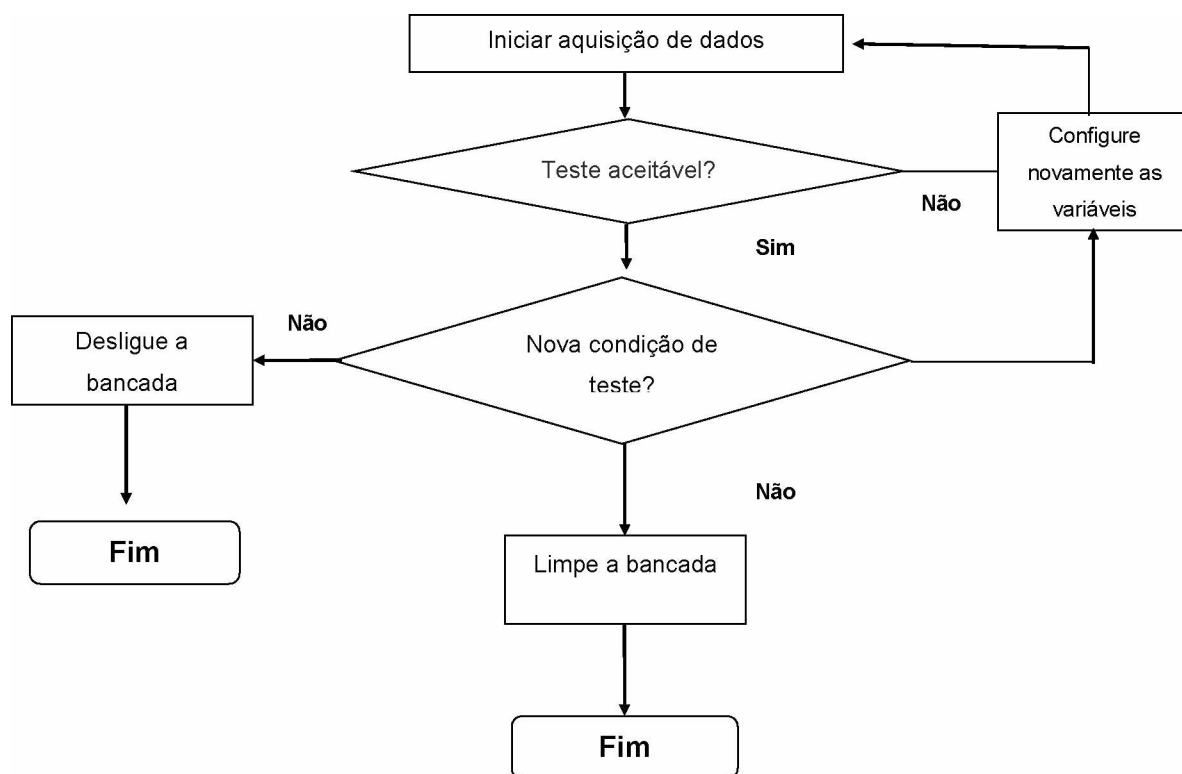 Iniciar aquisição de dados
Teste aceitável?
Configure
novamente as
variáveis
Não
Sim
Não
Desligue a
bancada
Nova condição de
teste?
Não
Fim
Limpe a bancada
Fim